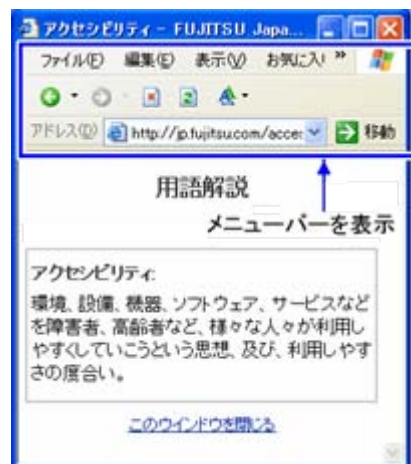 アクセシビリティ - FUJITSU Japa...
ファイル(F) 編集(E) 表示(V) お気に入り »
アドレス(D) http://jp.fujitsu.com/acces 移動
用語解説
メニューバーを表示
アクセシビリティ:
環境、設備、機器、ソフトウェア、サービスなど
を障害者、高齢者など、様々な人々が利用し
やすくしていこうという思想、及び、利用しやす
さの度合い。
このウインドウを閉じる